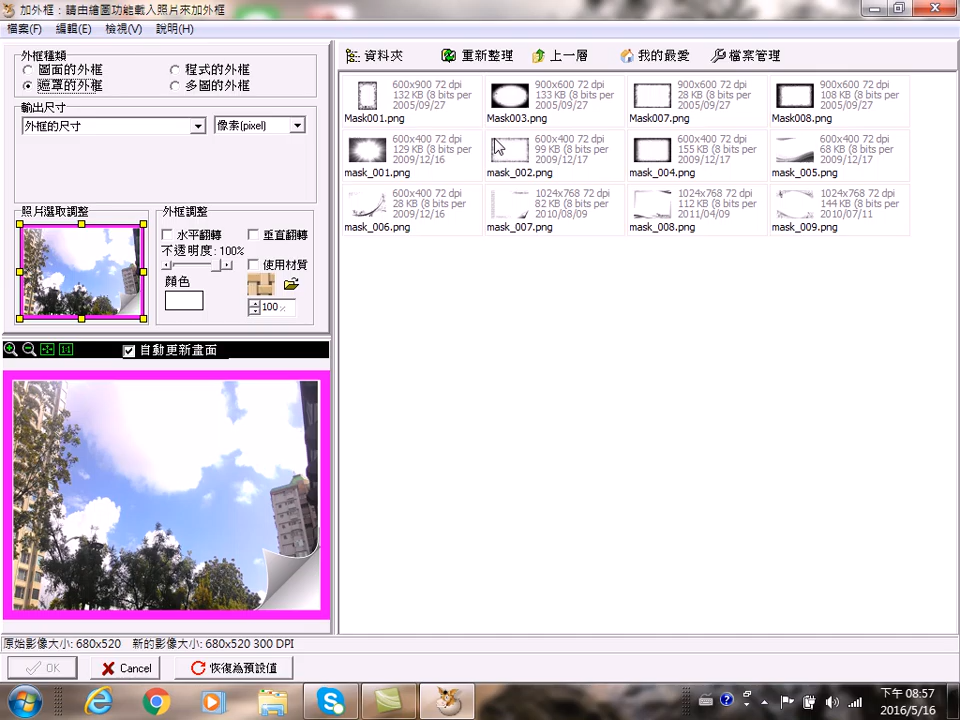 加外框：請由繪圖功能載入照片來加外框
檔案(F) 編輯(E) 檢視(V) 說明(H)
外框種類
圖面的外框 程式的外框
遮罩的外框 多圖的外框
輸出尺寸
外框的尺寸 像素(pixel)
照片選取調整
外框調整
水平翻轉 垂直翻轉
不透明度: 100%
使用材質
顏色
100 %
資料夾 重新整理 上一層 我的最愛 檔案管理
600x900 72 dpi
132 KB (8 bits per
2005/09/27
Mask001.png
900x600 72 dpi
133 KB (8 bits per
2005/09/27
Mask003.png
900x600 72 dpi
28 KB (8 bits per
2005/09/27
Mask007.png
900x600 72 dpi
108 KB (8 bits per
2005/09/27
Mask008.png
600x400 72 dpi
129 KB (8 bits per
2009/12/16
mask_001.png
600x400 72 dpi
99 KB (8 bits per
2009/12/17
mask_002.png
600x400 72 dpi
155 KB (8 bits per
2009/12/17
mask_004.png
600x400 72 dpi
68 KB (8 bits per
2009/12/17
mask_005.png
600x400 72 dpi
28 KB (8 bits per
2009/12/16
mask_006.png
1024x768 72 dpi
82 KB (8 bits per
2010/08/09
mask_007.png
1024x768 72 dpi
112 KB (8 bits per
2011/04/09
mask_008.png
1024x768 72 dpi
144 KB (8 bits per
2010/07/11
mask_009.png
1:1 自動更新畫面
原始影像大小: 680x520 新的影像大小: 680x520 300 DPI
OK Cancel 恢復為預設值
下午 08:57
2016/5/16